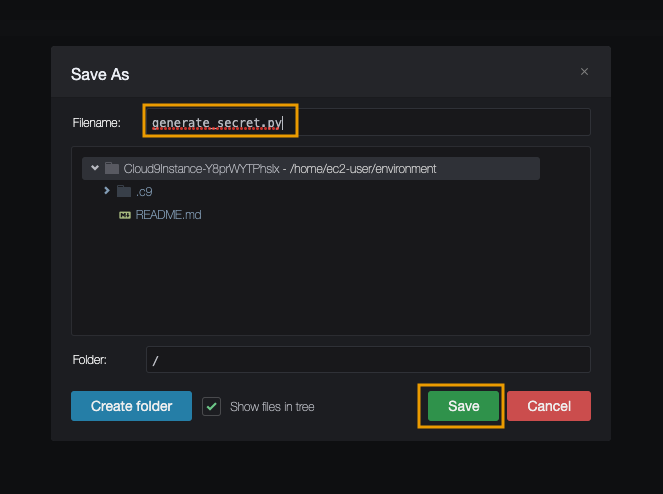 Save As
×
Filename: generate_secret.py
Cloud9Instance-Y8prWYTPhslx - /home/ec2-user/environment
.c9
README.md
Folder: /
Create folder Show files in tree Save Cancel